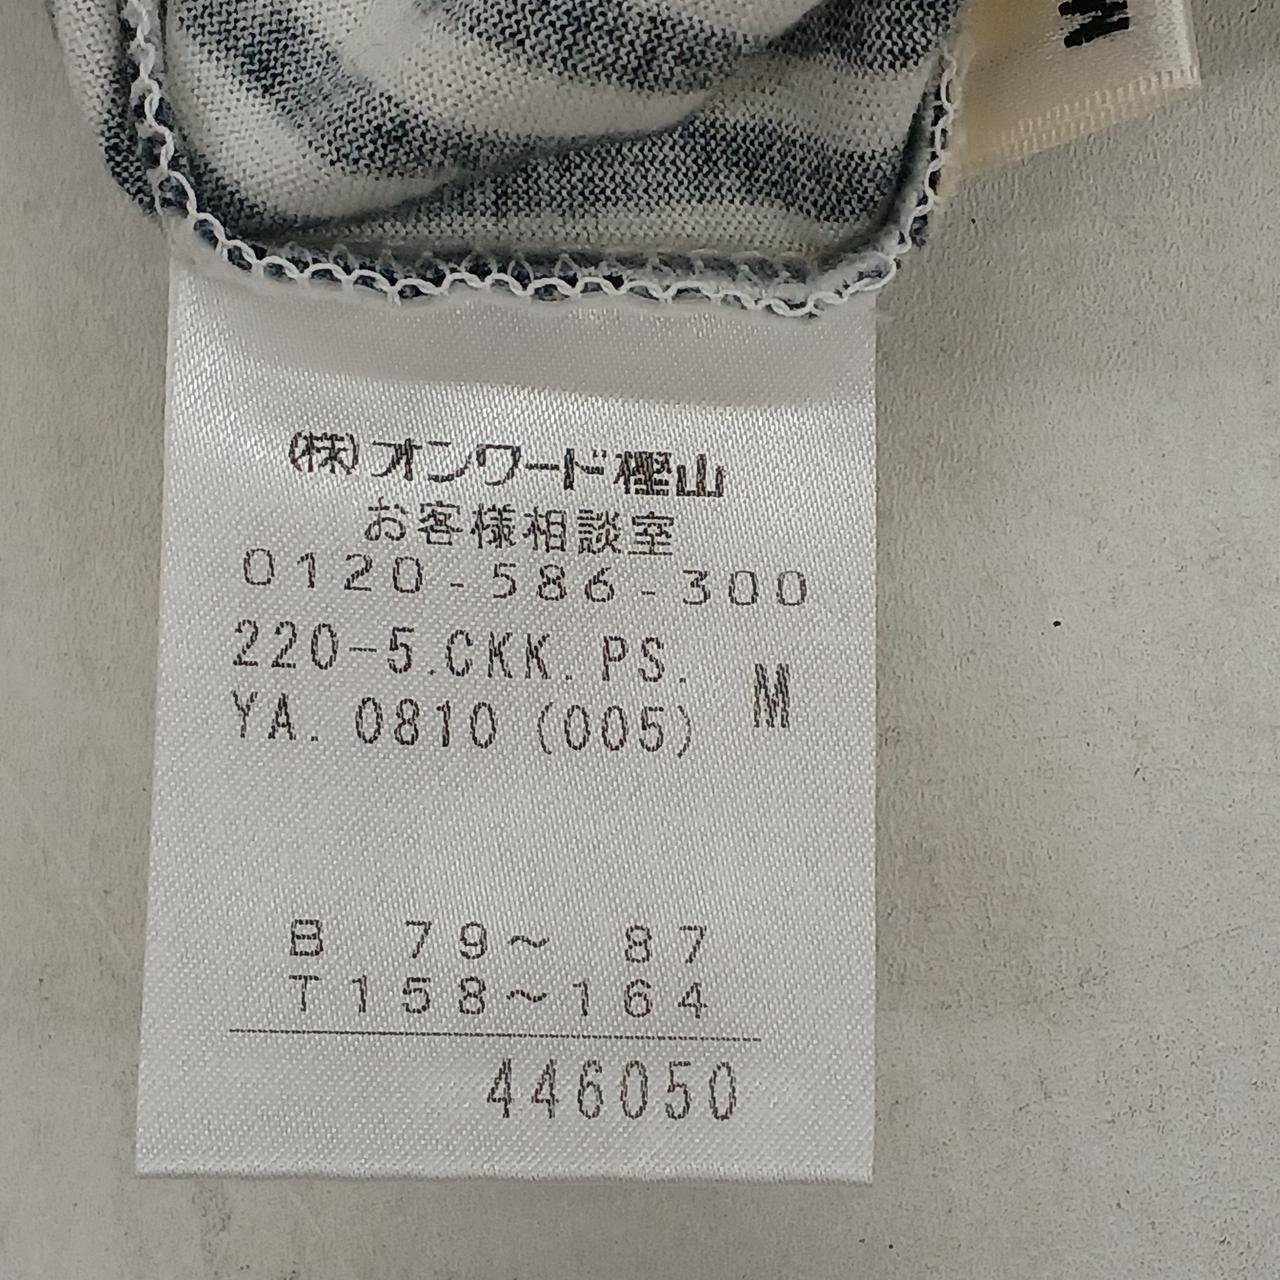 (株)オンワード樫山
お客様相談室
0120-586-300
220-5.CKK.PS.
YA.0810(005) M
B 79~ 87
T158~164
446050